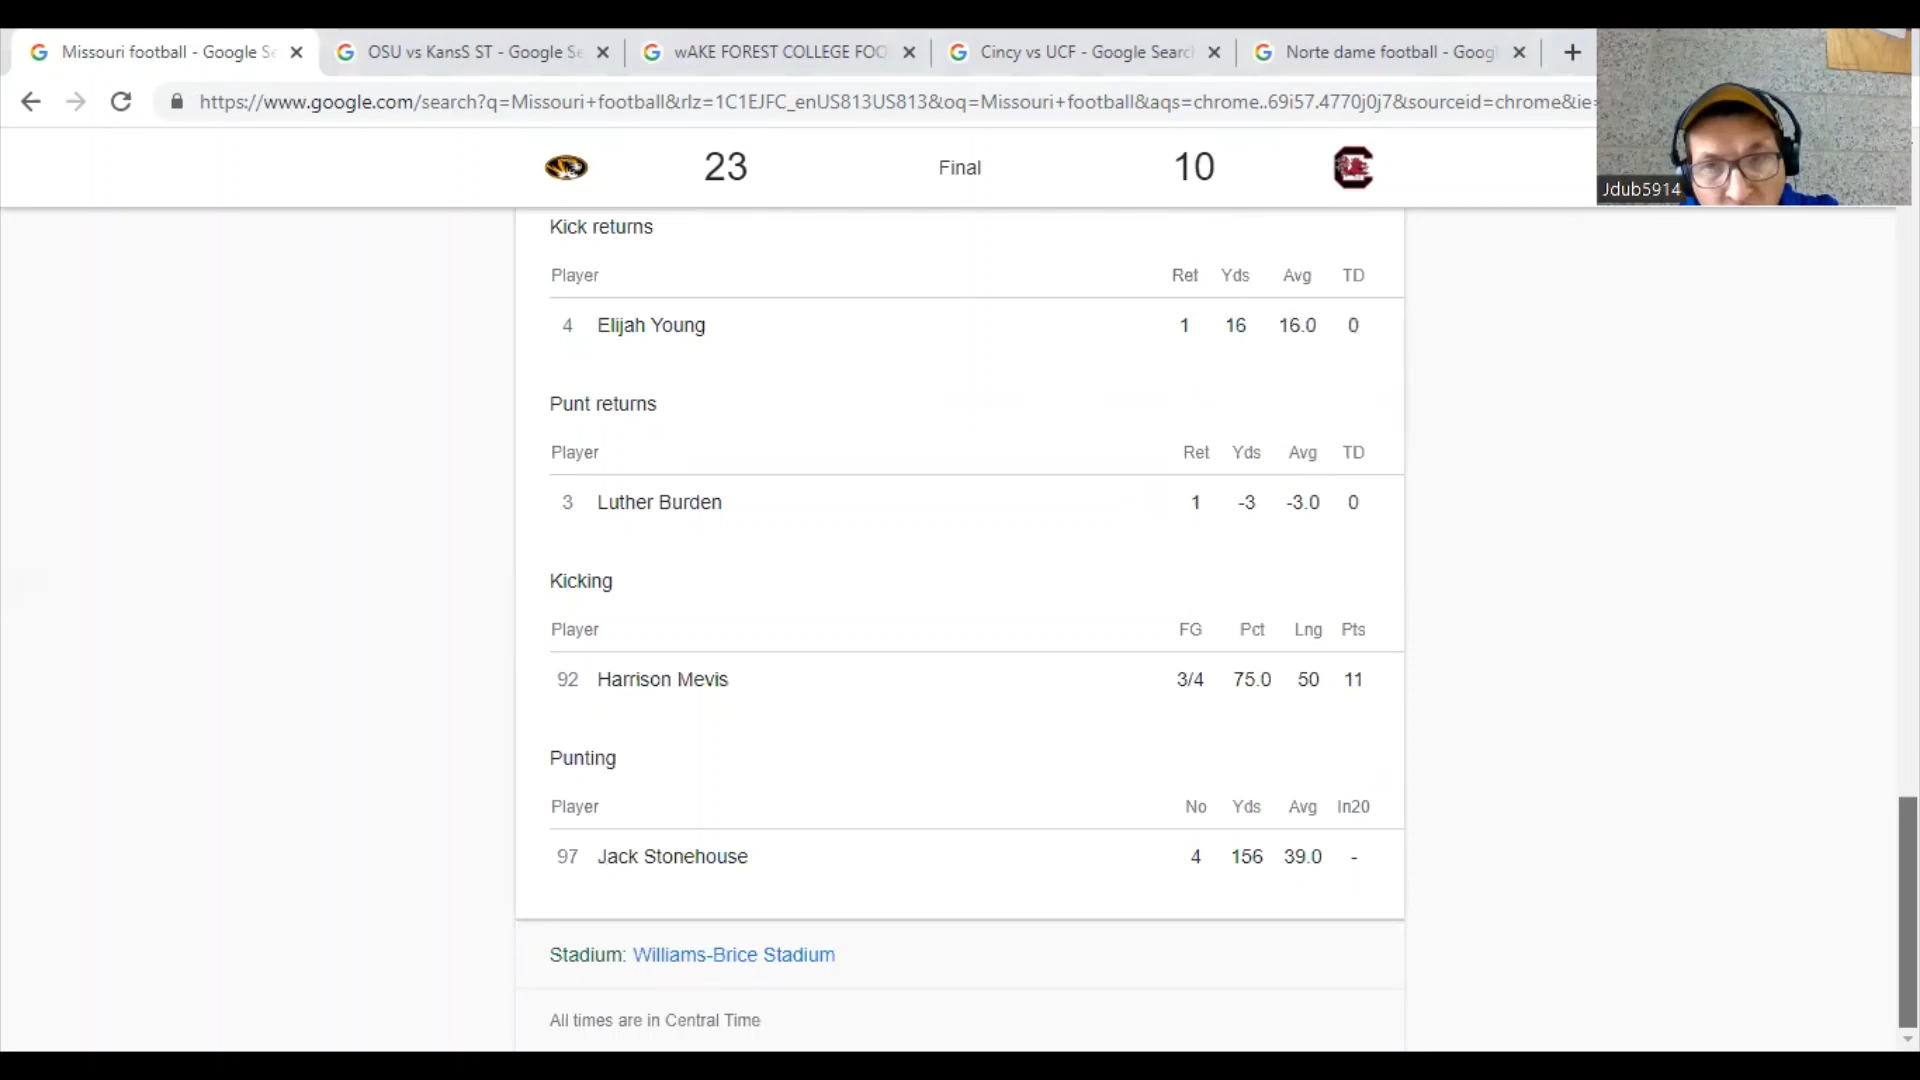 Missouri football - Google Se
OSU vs KansS ST - Google Se
wAKE FOREST COLLEGE FOO
Cincy vs UCF - Google Search
Norte dame football - Goog
https://www.google.com/search?q=Missouri+football&rlz=1C1EJFC_enUS813US813&oq=Missouri+football&aqs=chrome..69i57.4770j0j7&sourceid=chrome&ie=
Jdub5914
23 Final 10
Kick returns
Player Ret Yds Avg TD
4 Elijah Young 1 16 16.0 0
Punt returns
Player Ret Yds Avg TD
3 Luther Burden 1 -3 -3.0 0
Kicking
Player FG Pct Lng Pts
92 Harrison Mevis 3/4 75.0 50 11
Punting
Player No Yds Avg In20
97 Jack Stonehouse 4 156 39.0 -
Stadium: Williams-Brice Stadium
All times are in Central Time